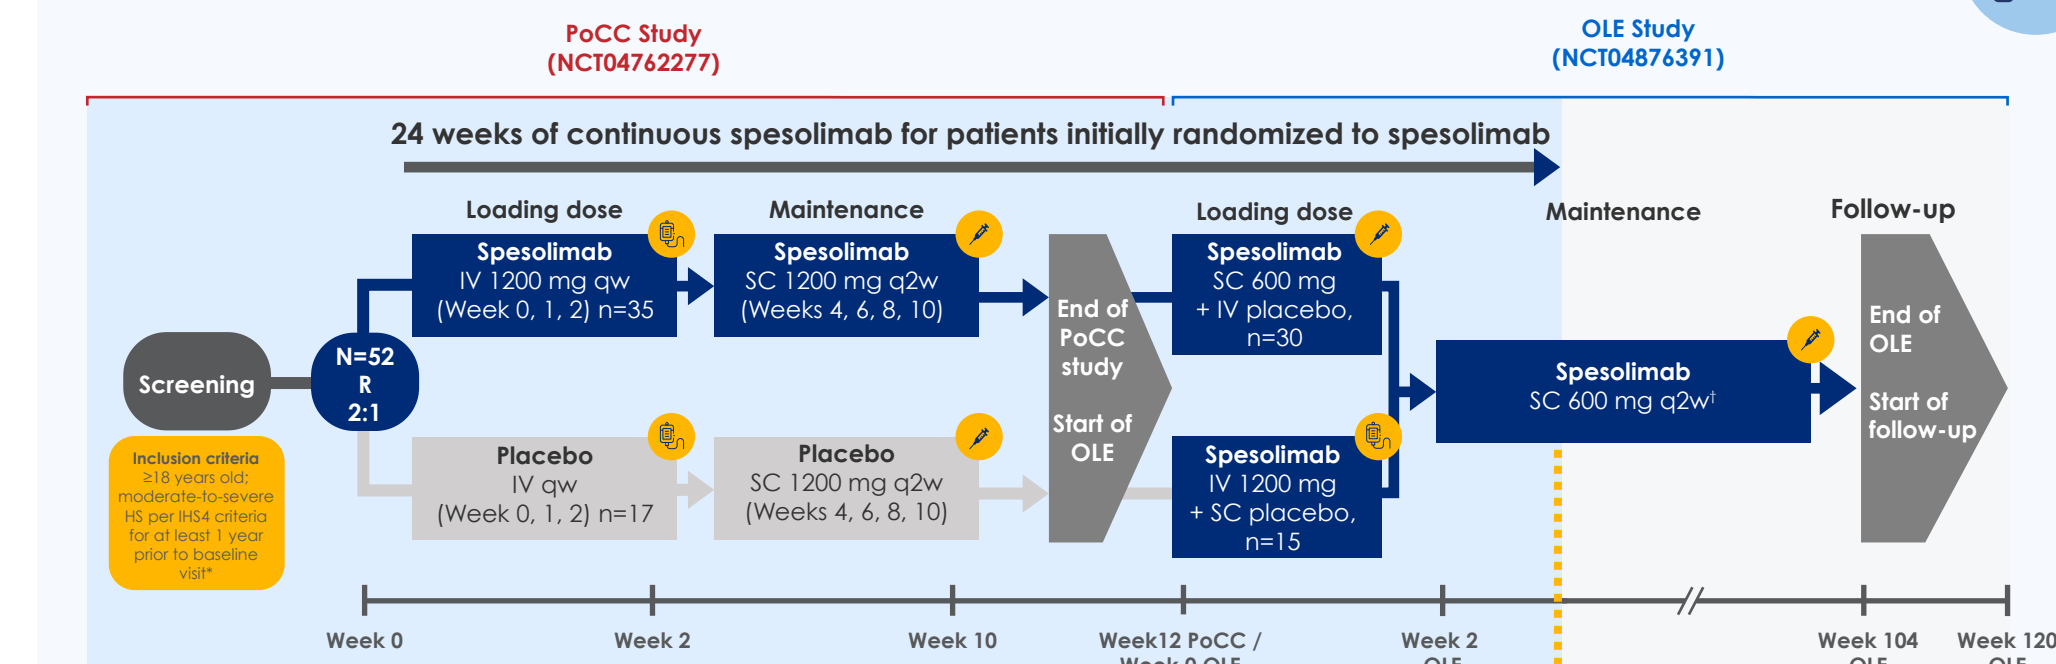 PoCC Study
(NCT04762277)
OLE Study
(NCT04876391)
24 weeks of continuous spesolimab for patients initially randomized to spesolimab
Loading dose
Maintenance
Loading dose
Maintenance
Follow-up
Spesolimab
IV 1200 mg qw
(Week 0, 1, 2) n=35
Spesolimab
SC 1200 mg q2w
(Weeks 4, 6, 8, 10)
End of
PoCC
study
Start of
OLE
Spesolimab
SC 600 mg
+ IV placebo,
n=30
Screening
N=52
R
2:1
Spesolimab
SC 600 mg q2w†
End of
OLE
Start of
follow-up
Inclusion criteria
≥18 years old;
moderate-to-severe
HS per IHS4 criteria
for at least 1 year
prior to baseline
visit*
Placebo
IV qw
(Week 0, 1, 2) n=17
Placebo
SC 1200 mg q2w
(Weeks 4, 6, 8, 10)
Spesolimab
IV 1200 mg
+ SC placebo,
n=15
Week 0
Week 2
Week 10
Week12 PoCC /
Week 0 OLE
Week 2
OLE
Week 104
OLE
Week 120
OLE